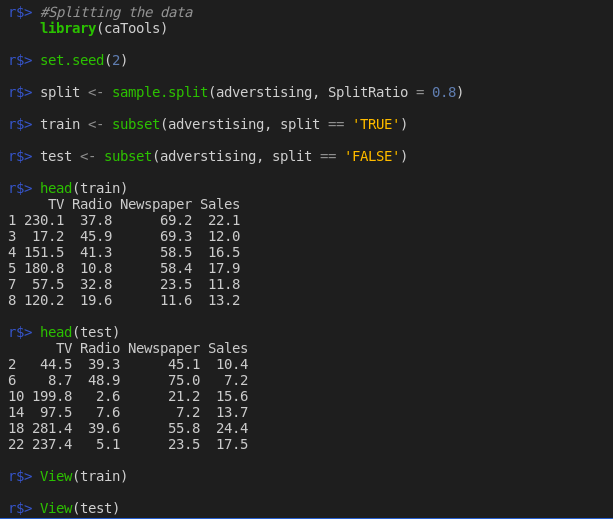 r$> #Splitting the data
    library(caTools)
r$> set.seed(2)
r$> split <- sample.split(adverstising, SplitRatio = 0.8)
r$> train <- subset(adverstising, split == 'TRUE')
r$> test <- subset(adverstising, split == 'FALSE')
r$> head(train)
     TV Radio Newspaper Sales
1 230.1  37.8      69.2  22.1
3  17.2  45.9      69.3  12.0
4 151.5  41.3      58.5  16.5
5 180.8  10.8      58.4  17.9
7  57.5  32.8      23.5  11.8
8 120.2  19.6      11.6  13.2
r$> head(test)
      TV Radio Newspaper Sales
2   44.5  39.3      45.1  10.4
6    8.7  48.9      75.0   7.2
10 199.8   2.6      21.2  15.6
14  97.5   7.6       7.2  13.7
18 281.4  39.6      55.8  24.4
22 237.4   5.1      23.5  17.5
r$> View(train)
r$> View(test)